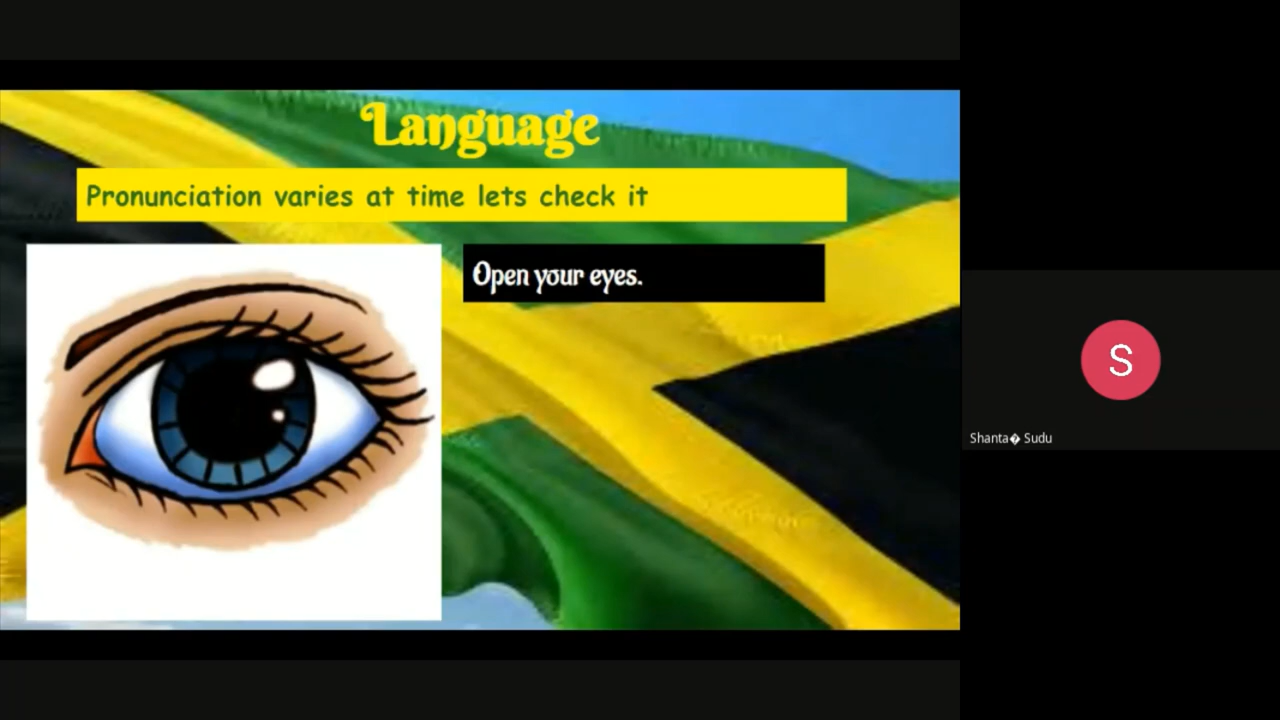 Language
Pronunciation varies at time lets check it
Open your eyes.
S
Shanta� Sudu